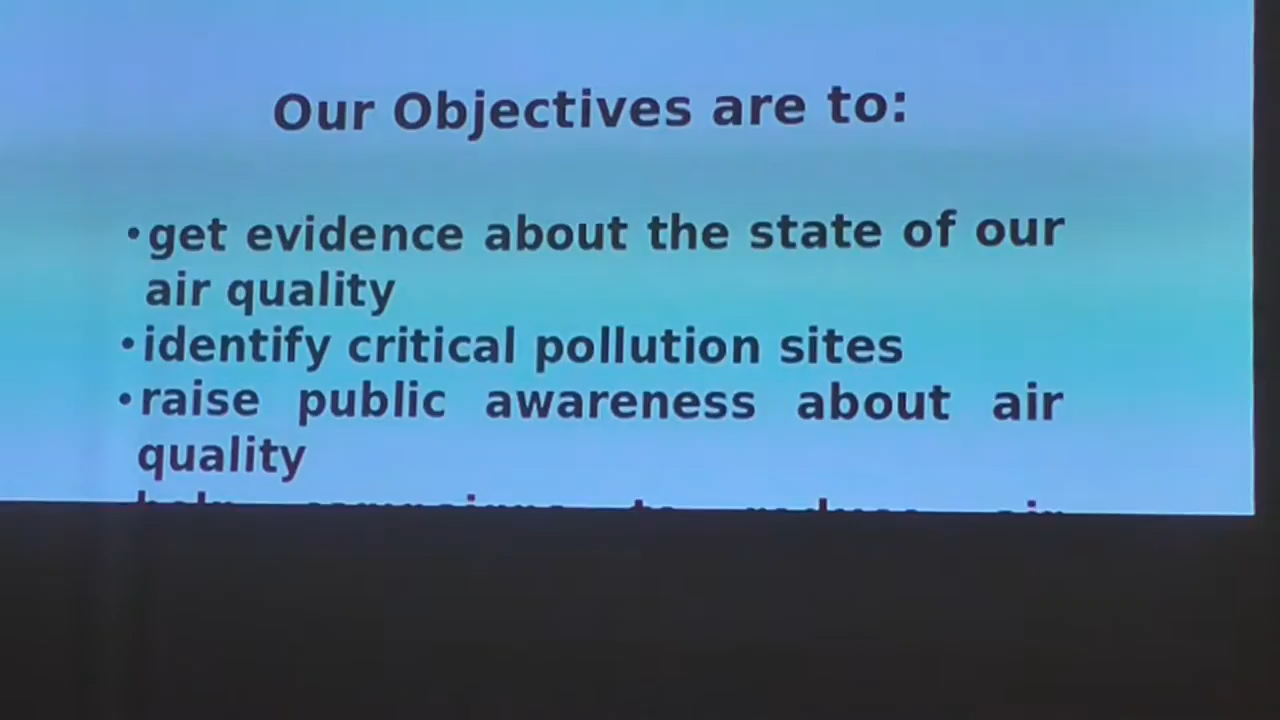 Our Objectives are to:
•get evidence about the state of our
air quality
•identify critical pollution sites
•raise public awareness about air
quality